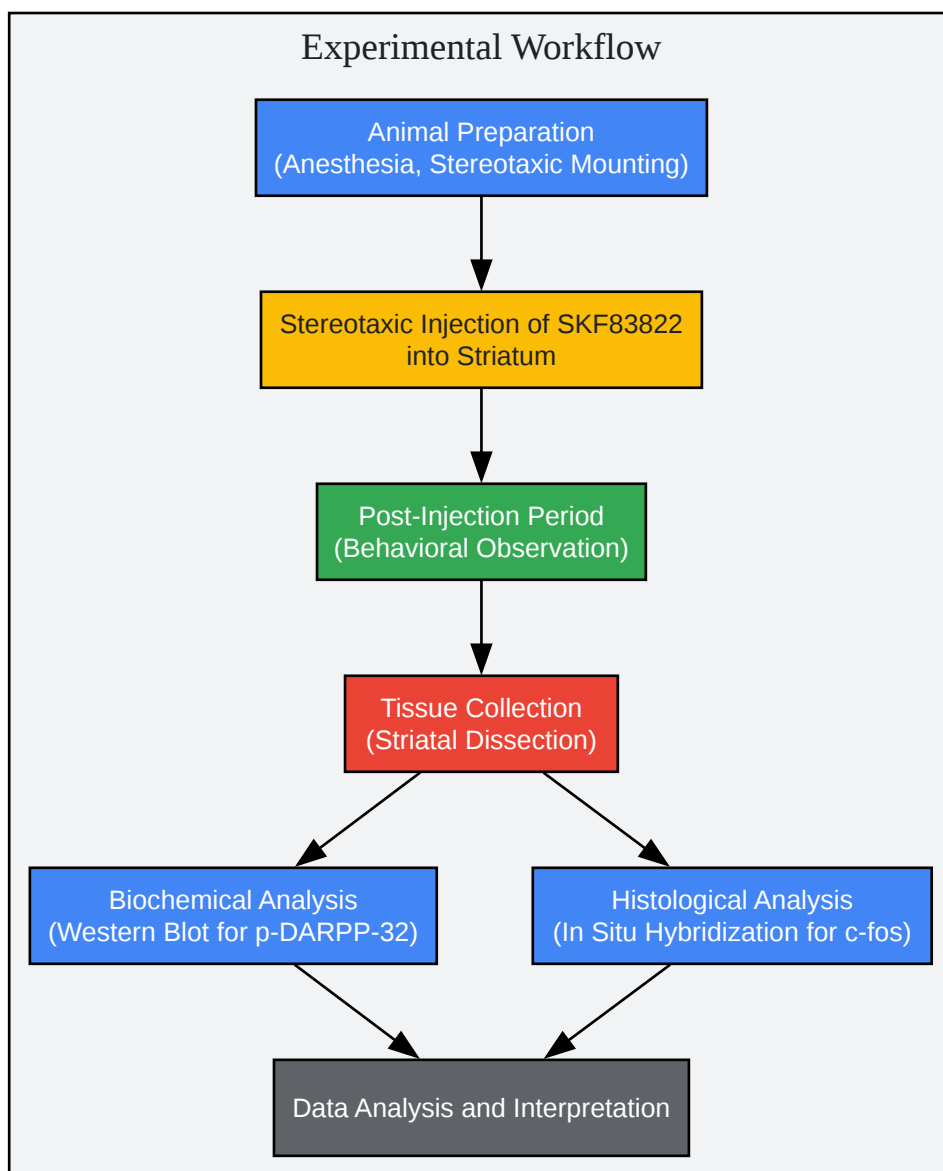 Experimental Workflow
Animal Preparation
(Anesthesia, Stereotaxic Mounting)
Stereotaxic Injection of SKF83822
into Striatum
Post-Injection Period
(Behavioral Observation)
Tissue Collection
(Striatal Dissection)
Biochemical Analysis
(Western Blot for p-DARPP-32)
Histological Analysis
(In Situ Hybridization for c-fos)
Data Analysis and Interpretation